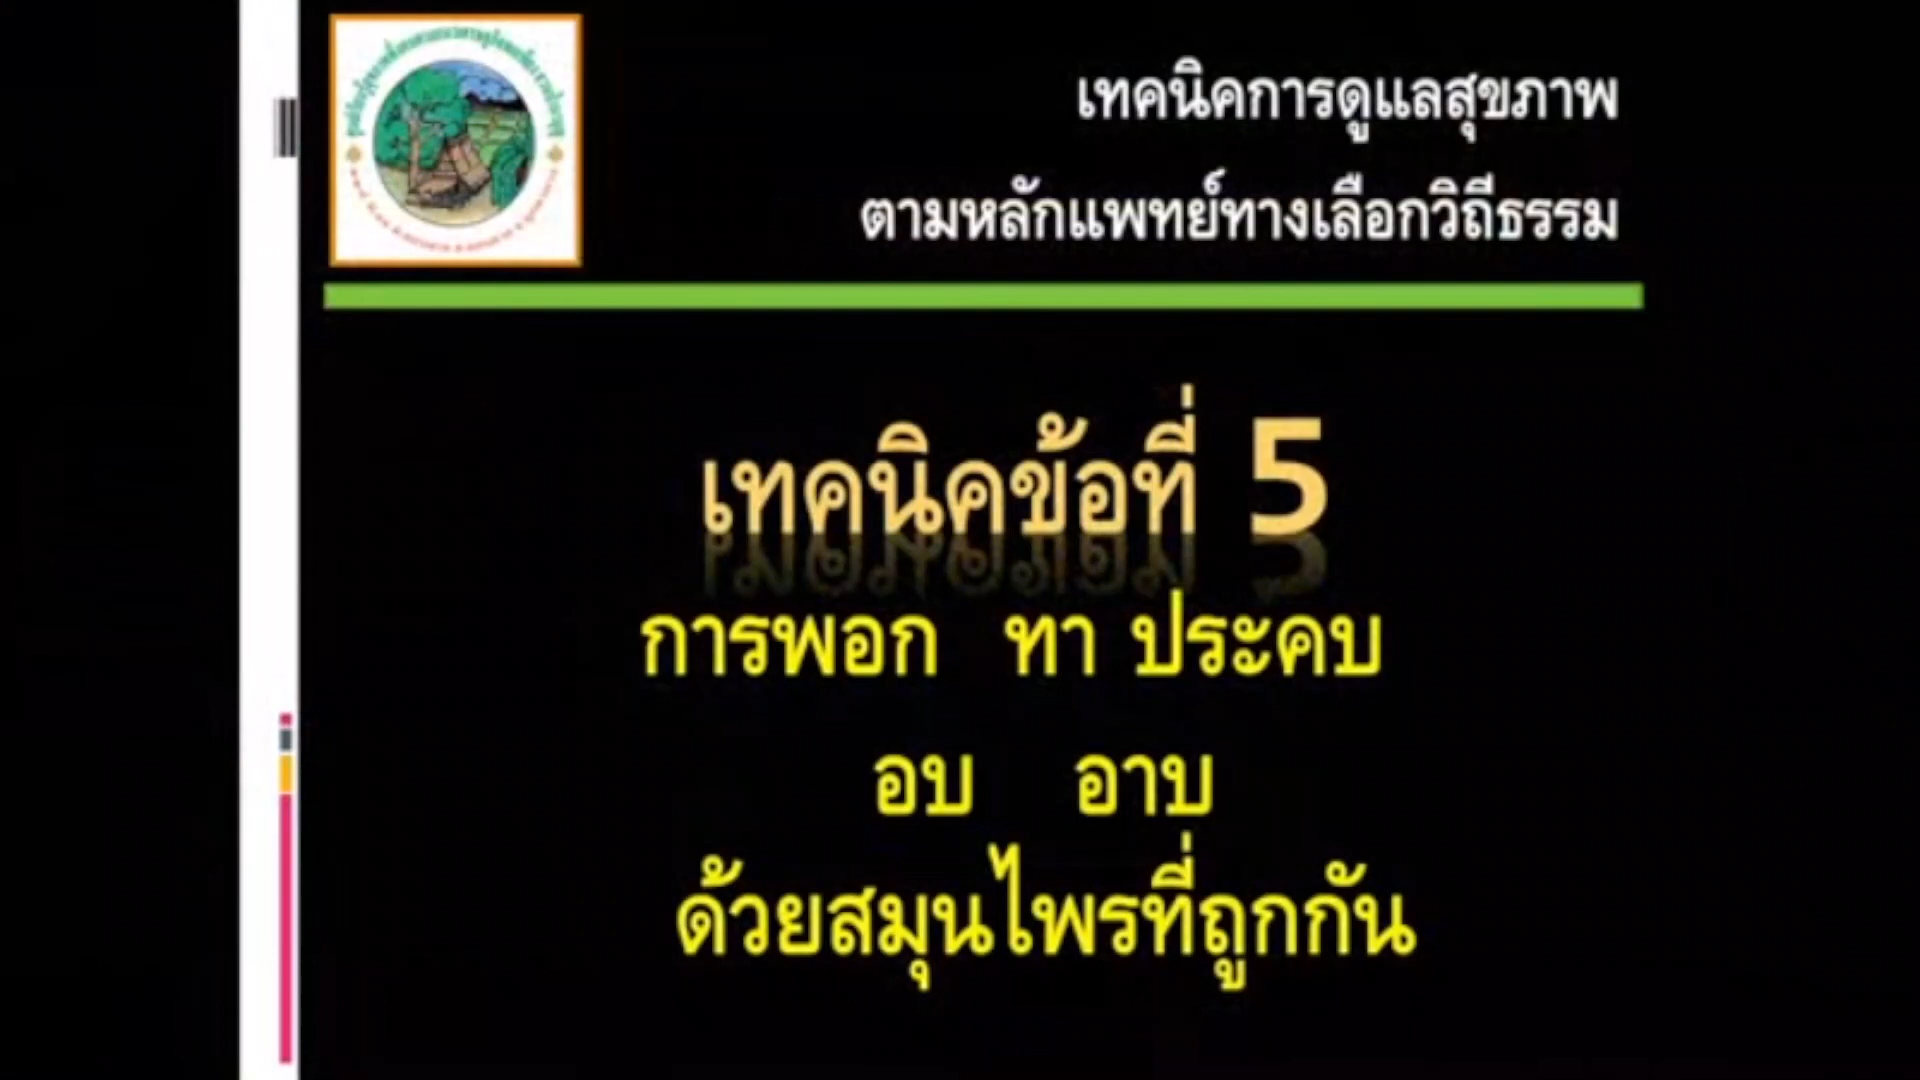 เทคนิคการดูแลสุขภาพ
ตามหลักแพทย์ทางเลือกวิถีธรรม
เทคนิคข้อที่ 5
การพอก ทา ประคบ
อบ อาบ
ด้วยสมุนไพรที่ถูกกัน